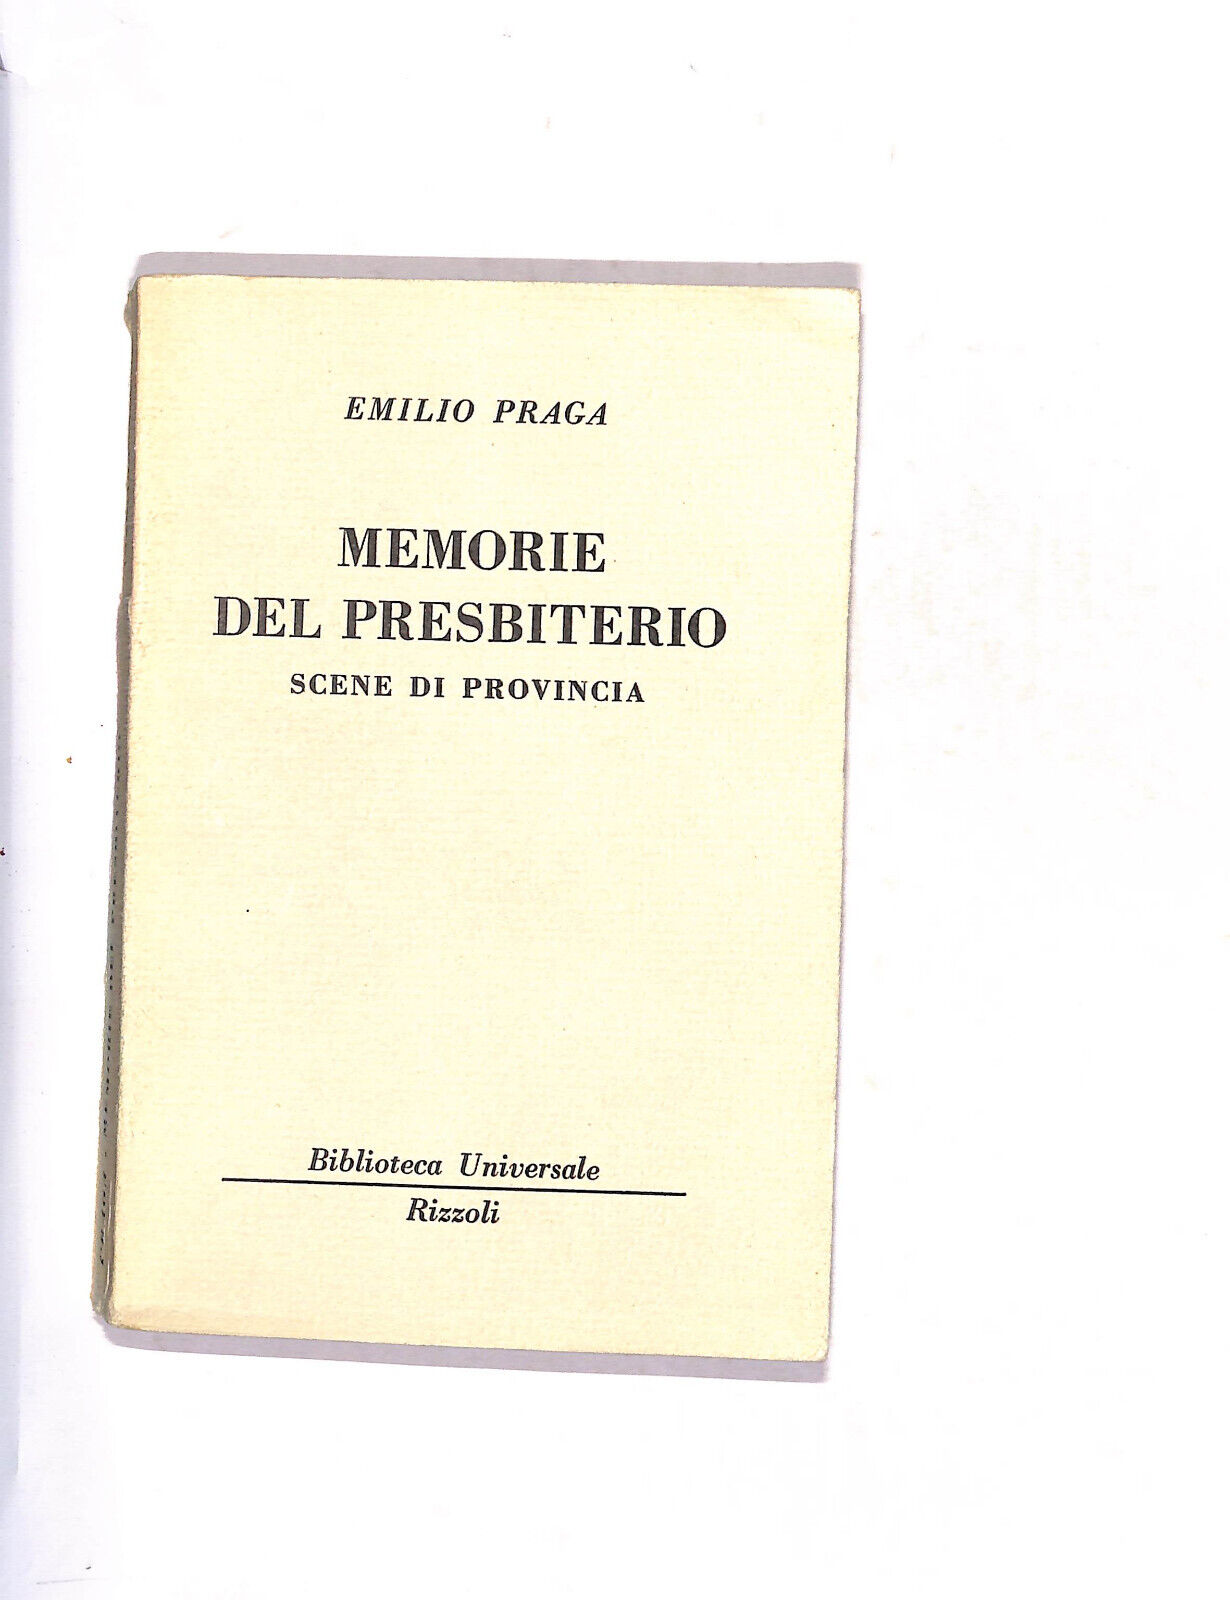 EMILIO PRAGA
MEMORIE
DEL PRESBITERIO
SCENE DI PROVINCIA
Biblioteca Universale
Rizzoli